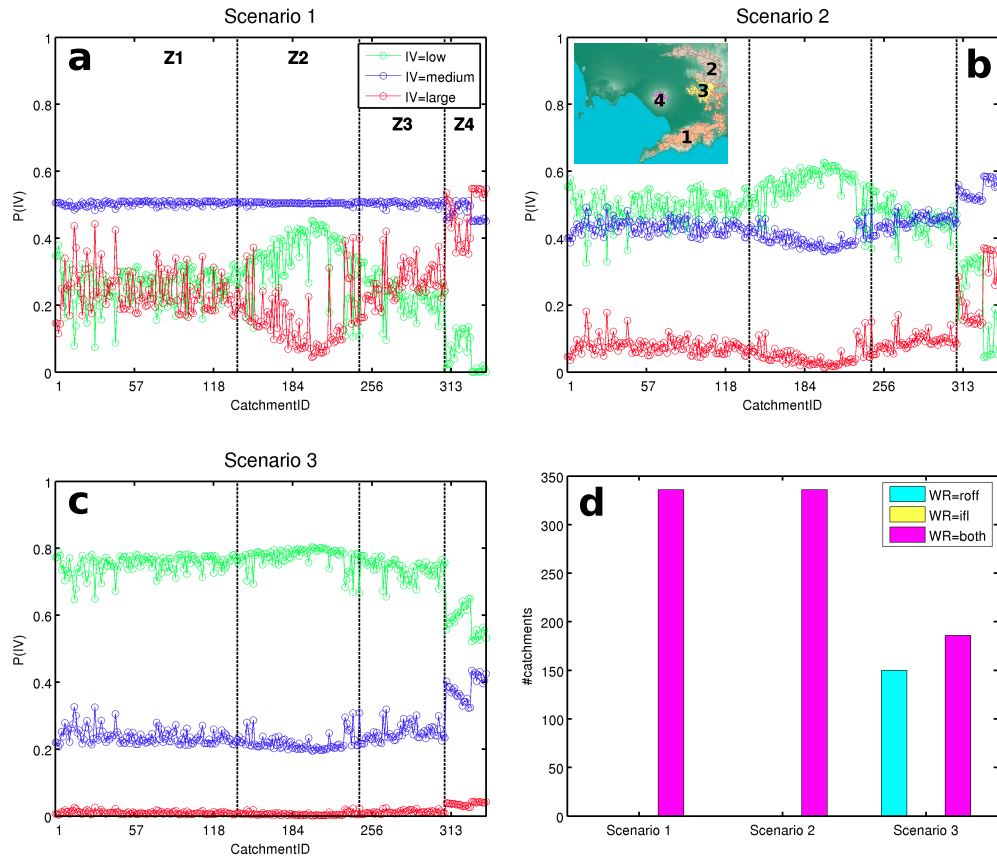 Scenario 1
a
Z1
Z2
Z3
Z4
IV=low
IV=medium
IV=large
1
0.8
0.6
0.4
0.2
0
P(IV)
1 57 118 184 256 313
CatchmentID
Scenario 2
b
1
2
3
4
1
0.8
0.6
0.4
0.2
0
P(IV)
1 57 118 184 256 313
CatchmentID
Scenario 3
c
1
0.8
0.6
0.4
0.2
0
P(IV)
1 57 118 184 256 313
CatchmentID
d
WR=roff
WR=ifl
WR=both
350
300
250
200
150
100
50
0
#catchments
Scenario 1 Scenario 2 Scenario 3